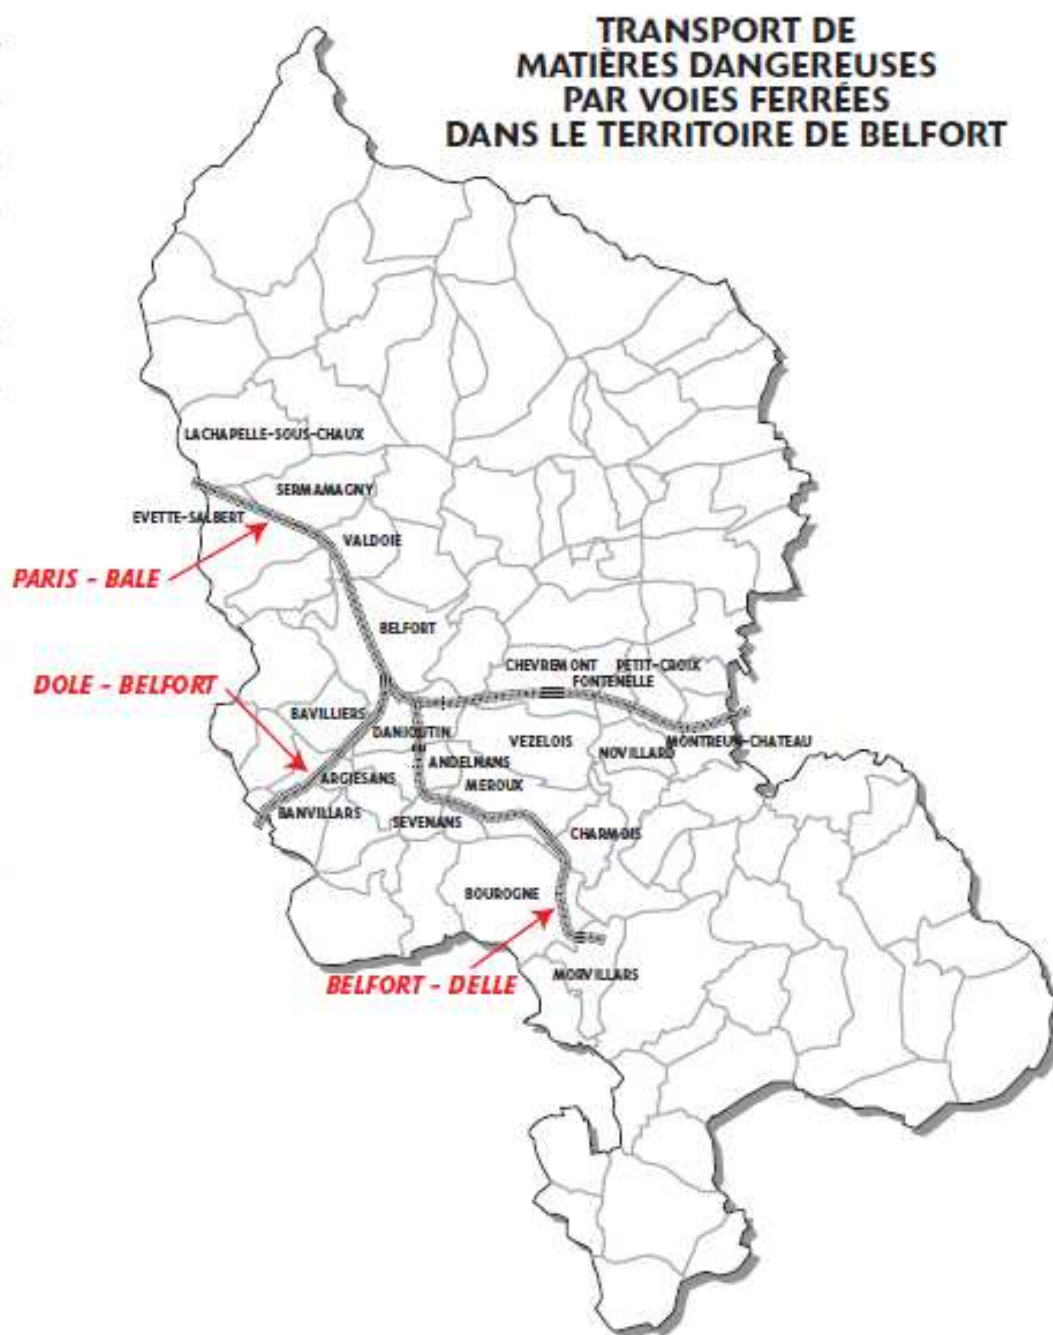 TRANSPORT DE
MATIÈRES DANGEREUSES
PAR VOIES FERRÉES
DANS LE TERRITOIRE DE BELFORT
LACHAPELLE-SOUS-CHAUX
SERMAMAGNY
EVETTE-SALBERT
VALDOIE
PARIS - BALE
BELFORT
CHEVREMONT
PETIT-CROIX
FONTENELLE
DOLE - BELFORT
BAVILLIERS
DANJOUTIN
VEZELOIS
NOVILLARD
MONTREUX-CHATEAU
ANDELNANS
ARGIESANS
MEROUX
BANVILLARS
SEVENANS
CHARMOIS
BOUROGNE
MORVILLARS
BELFORT - DELLE